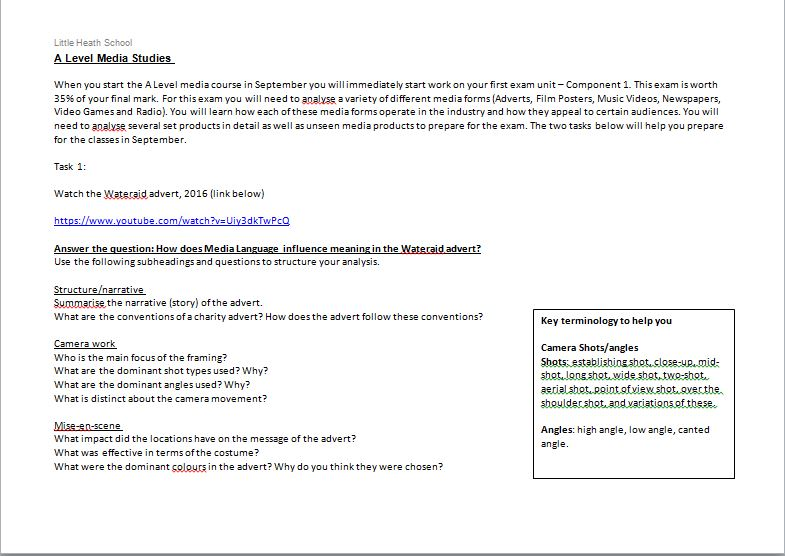 Little Heath School
A Level Media Studies
When you start the A Level media course in September you will immediately start work on your first exam unit – Component 1. This exam is worth
35% of your final mark. For this exam you will need to analyse a variety of different media forms (Adverts, Film Posters, Music Videos, Newspapers,
Video Games and Radio). You will learn how each of these media forms operate in the industry and how they appeal to certain audiences. You will
need to analyse several set products in detail as well as unseen media products to prepare for the exam. The two tasks below will help you prepare
for the classes in September.
Task 1:
Watch the Wateraid advert, 2016 (link below)
https://www.youtube.com/watch?v=Uiy3dkTwPcQ
Answer the question: How does Media Language influence meaning in the Wateraid advert?
Use the following subheadings and questions to structure your analysis.
Structure/narrative
Summarise the narrative (story) of the advert.
What are the conventions of a charity advert? How does the advert follow these conventions?
Camera work
Who is the main focus of the framing?
What are the dominant shot types used? Why?
What are the dominant angles used? Why?
What is distinct about the camera movement?
Mise-en-scene
What impact did the locations have on the message of the advert?
What was effective in terms of the costume?
What were the dominant colours in the advert? Why do you think they were chosen?
Key terminology to help you
Camera Shots/angles
Shots: establishing shot, close-up, mid-
shot, long shot, wide shot, two-shot,
aerial shot, point of view shot, over the
shoulder shot, and variations of these.
Angles: high angle, low angle, canted
angle.